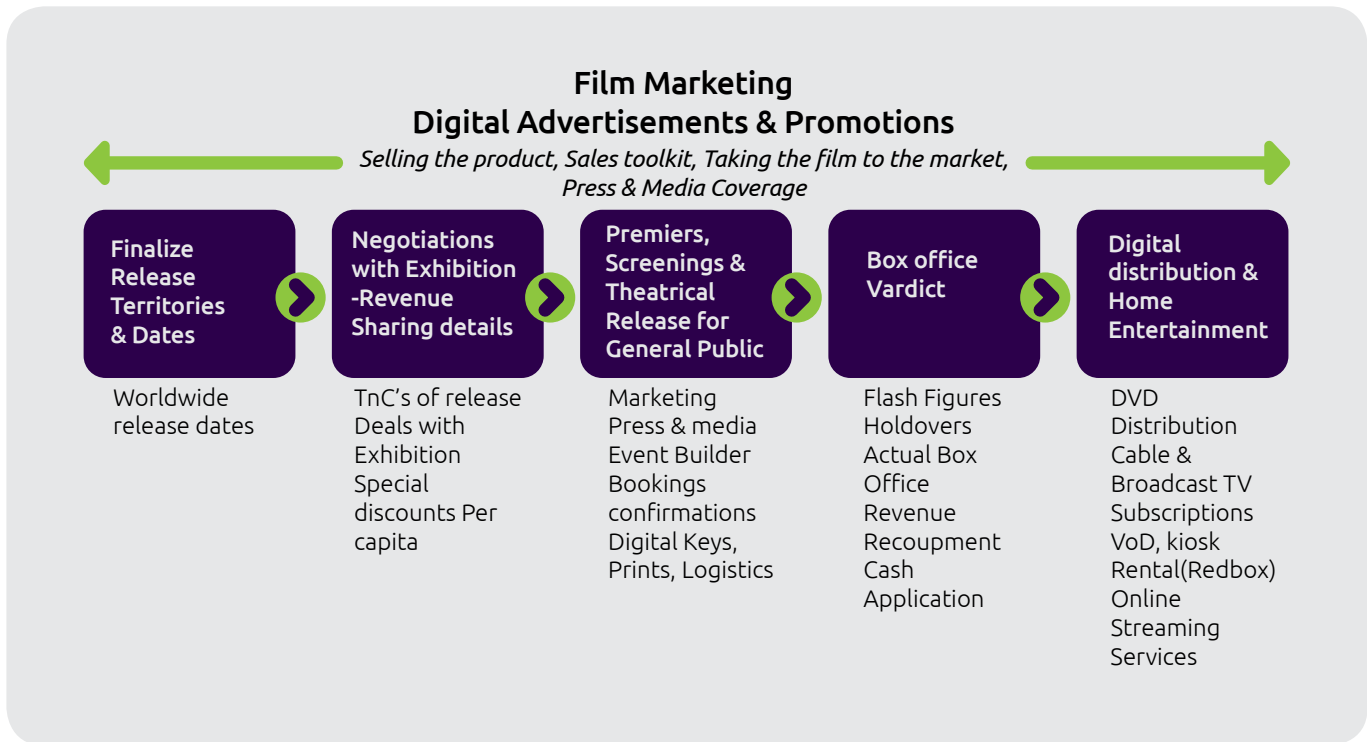 Film Marketing
Digital Advertisements & Promotions
Selling the product, Sales toolkit, Taking the film to the market,
Press & Media Coverage
Finalize
Release
Territories
& Dates
Worldwide
release dates
Negotiations
with Exhibition
-Revenue
Sharing details
TnC's of release
Deals with
Exhibition
Special
discounts Per
capita
Premiers,
Screenings &
Theatrical
Release for
General Public
Marketing
Press & media
Event Builder
Bookings
confirmations
Digital Keys,
Prints, Logistics
Box office
Vardict
Flash Figures
Holdovers
Actual Box
Office
Revenue
Recoupment
Cash
Application
Digital
distribution &
Home
Entertainment
DVD
Distribution
Cable &
Broadcast TV
Subscriptions
VoD, kiosk
Rental(Redbox)
Online
Streaming
Services